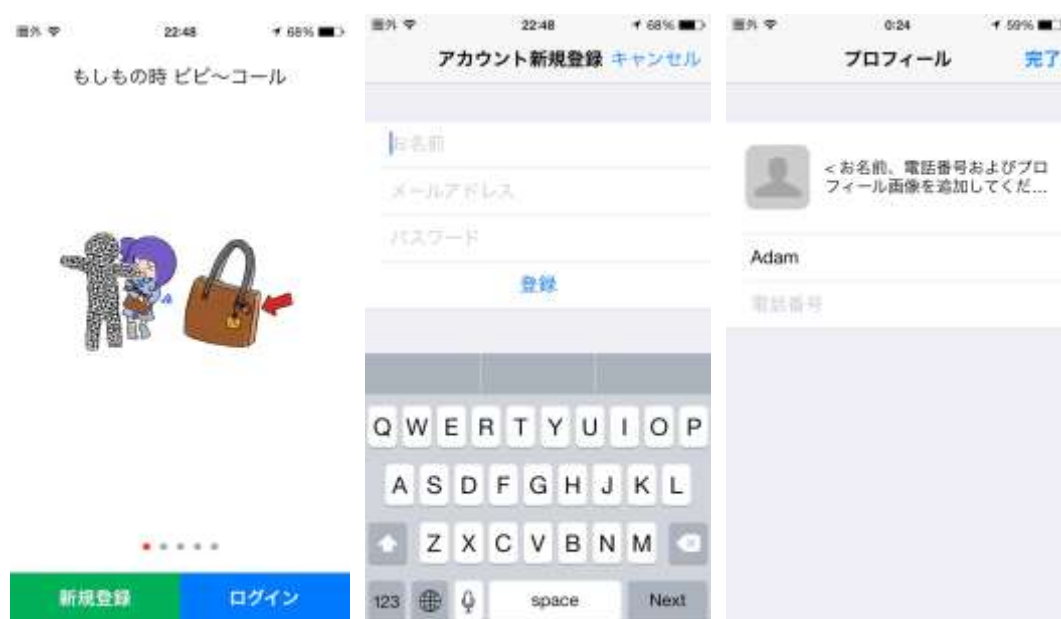 圏外 22:48 68%
もしもの時 ビビ~コール
新規登録 ログイン
圏外 22:48 68%
アカウント新規登録 キャンセル
お名前
メールアドレス
パスワード
登録
Q W E R T Y U I O P
A S D F G H J K L
Z X C V B N M
123 space Next
圏外 0:24 59%
プロフィール 完了
< お名前、電話番号およびプロ
フィール画像を追加してくだ...
Adam
電話番号